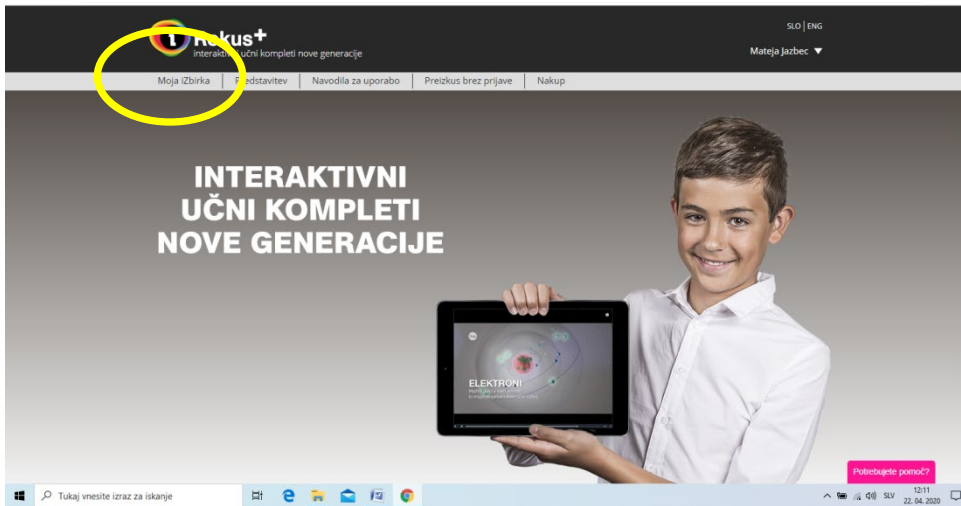 SLO | ENG
i Rokus+
interaktivni učni kompleti nove generacije
Mateja Jazbec ▼
Moja iZbirka | Predstavitev | Navodila za uporabo | Preizkus brez prijave | Nakup
INTERAKTIVNI
UČNI KOMPLETI
NOVE GENERACIJE
ELEKTRONI
Potrebujete pomoč?
Tukaj vnesite izraz za iskanje
SLV
12:11
22. 04. 2020